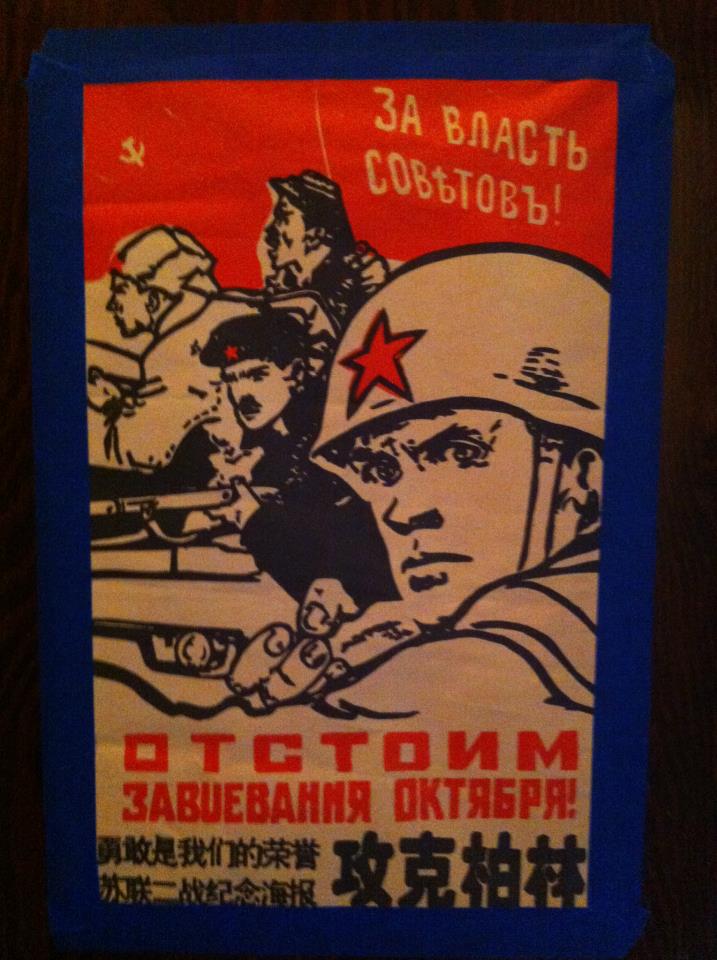 ЗА ВЛАСТЬ
СОВѢТОВЪ!
ОТСТОИМ
ЗАВОЕВАНИЯ ОКТЯБРЯ!
勇敢是我们的荣誉
苏联二战纪念海报
攻克柏林